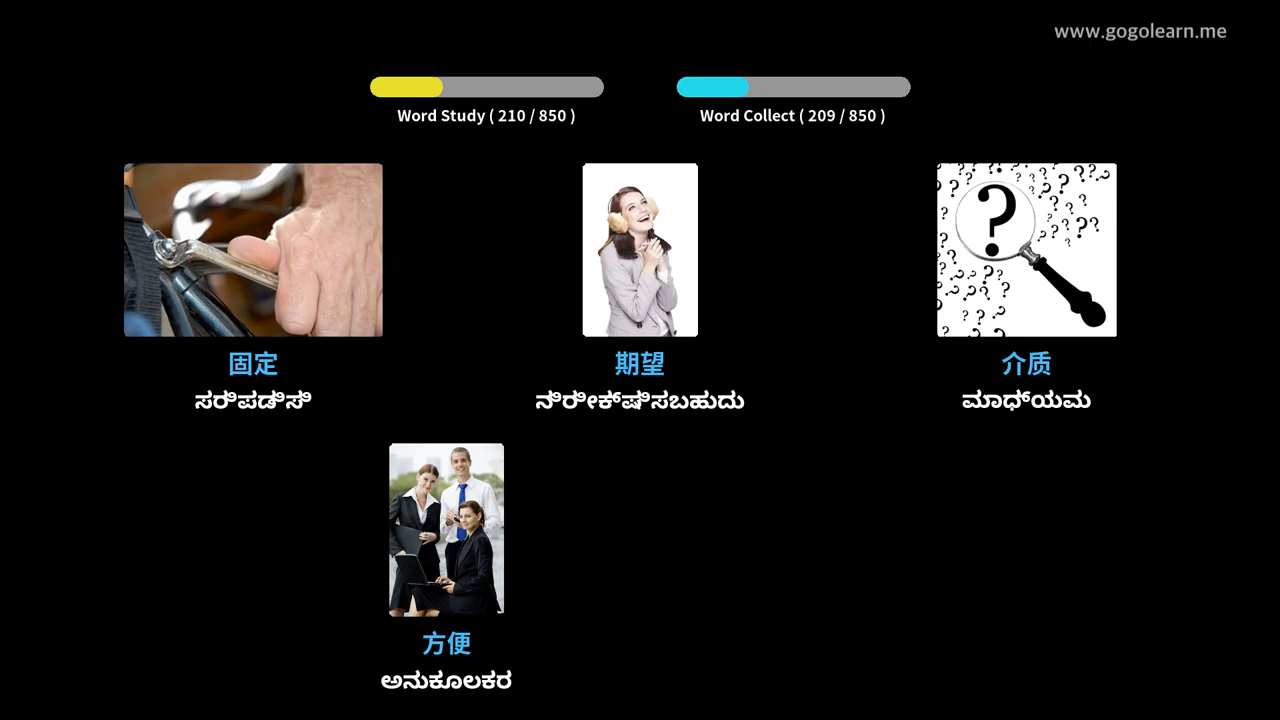 www.gogolearn.me
Word Study ( 210 / 850 )
Word Collect ( 209 / 850 )
固定
ಸರಿಪಡಿಸಿ
期望
ನಿರೀಕ್ಷಿಸಬಹುದು
介质
ಮಾಧ್ಯಮ
方便
ಅನುಕೂಲಕರ